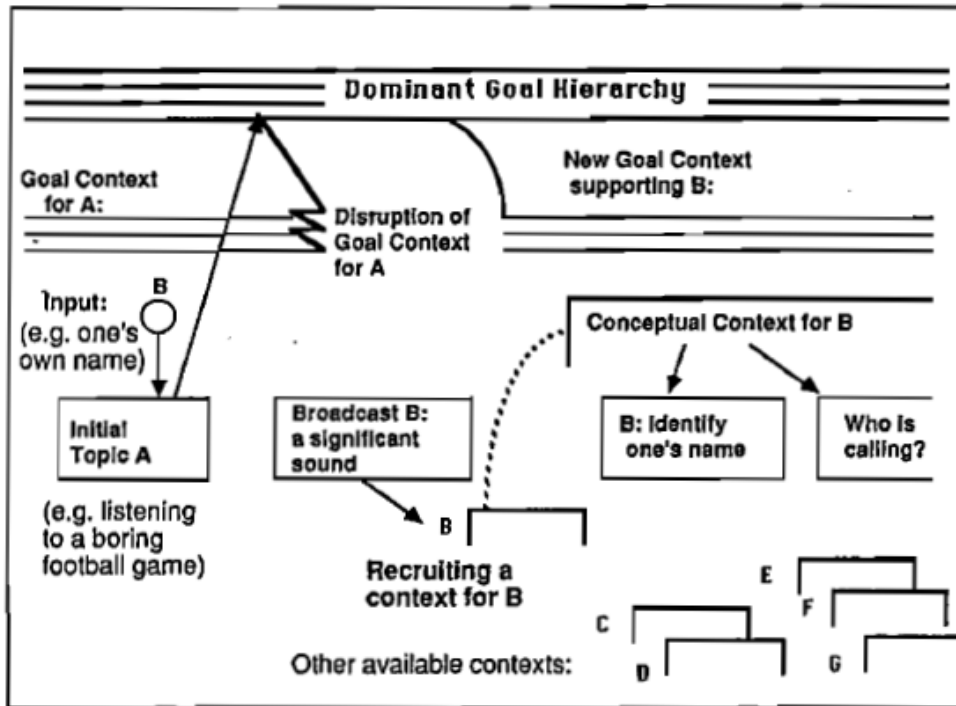 Dominant Goal Hierarchy
Goal Context
for A:
Disruption of
Goal Context
for A
New Goal Context
supporting B:
Input:
(e.g. one's
own name)
B
Conceptual Context for B
Initial
Topic A
Broadcast B:
a significant
sound
B: Identify
one's name
Who is
calling?
(e.g. listening
to a boring
football game)
B
Recruiting a
context for B
Other available contexts:
C
D
E
F
G